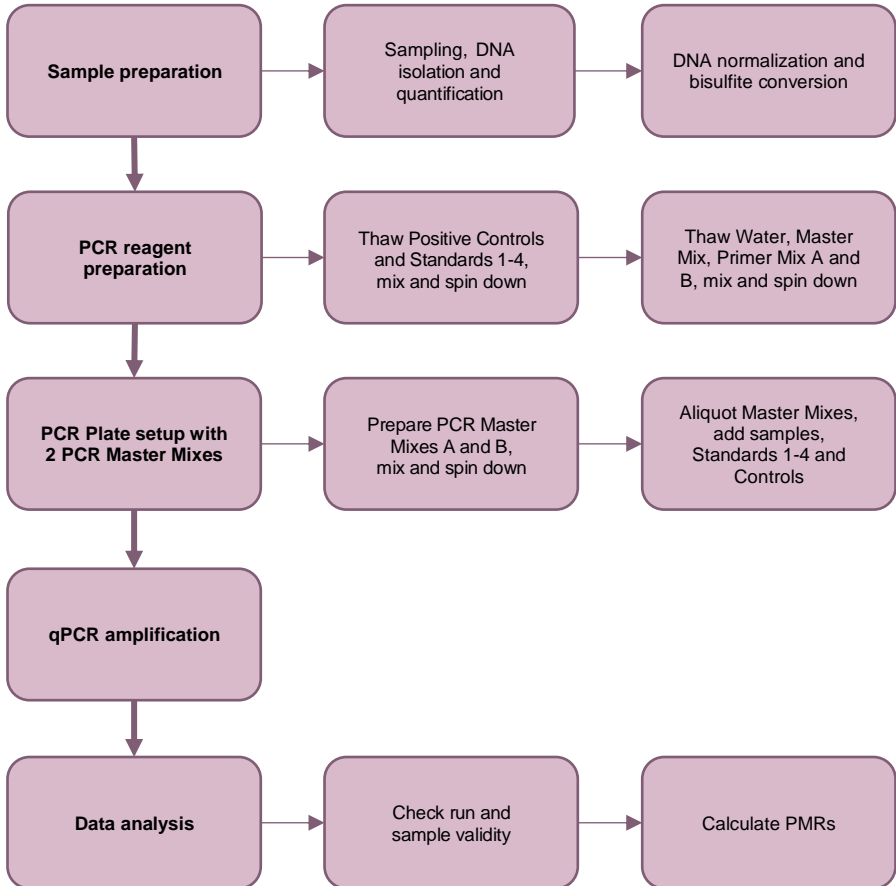 Sample preparation
Sampling, DNA
isolation and
quantification
DNA normalization and
bisulfite conversion
PCR reagent
preparation
Thaw Positive Controls
and Standards 1-4,
mix and spin down
Thaw Water, Master
Mix, Primer Mix A and
B, mix and spin down
PCR Plate setup with
2 PCR Master Mixes
Prepare PCR Master
Mixes A and B,
mix and spin down
Aliquot Master Mixes,
add samples,
Standards 1-4 and
Controls
qPCR amplification
Data analysis
Check run and
sample validity
Calculate PMRs